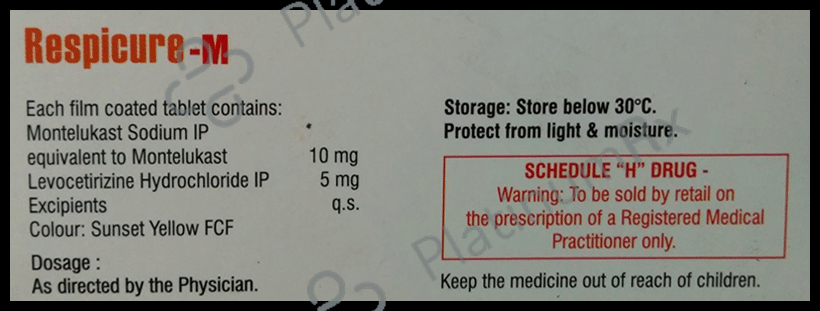 Respicure-M
Each film coated tablet contains:
Montelukast Sodium IP
equivalent to Montelukast 10 mg
Levocetirizine Hydrochloride IP 5 mg
Excipients q.s.
Colour: Sunset Yellow FCF
Dosage :
As directed by the Physician.
Storage: Store below 30°C.
Protect from light & moisture.
SCHEDULE "H" DRUG -
Warning: To be sold by retail on
the prescription of a Registered Medical
Practitioner only.
Keep the medicine out of reach of children.
PlatinumRx
PlatinumRx